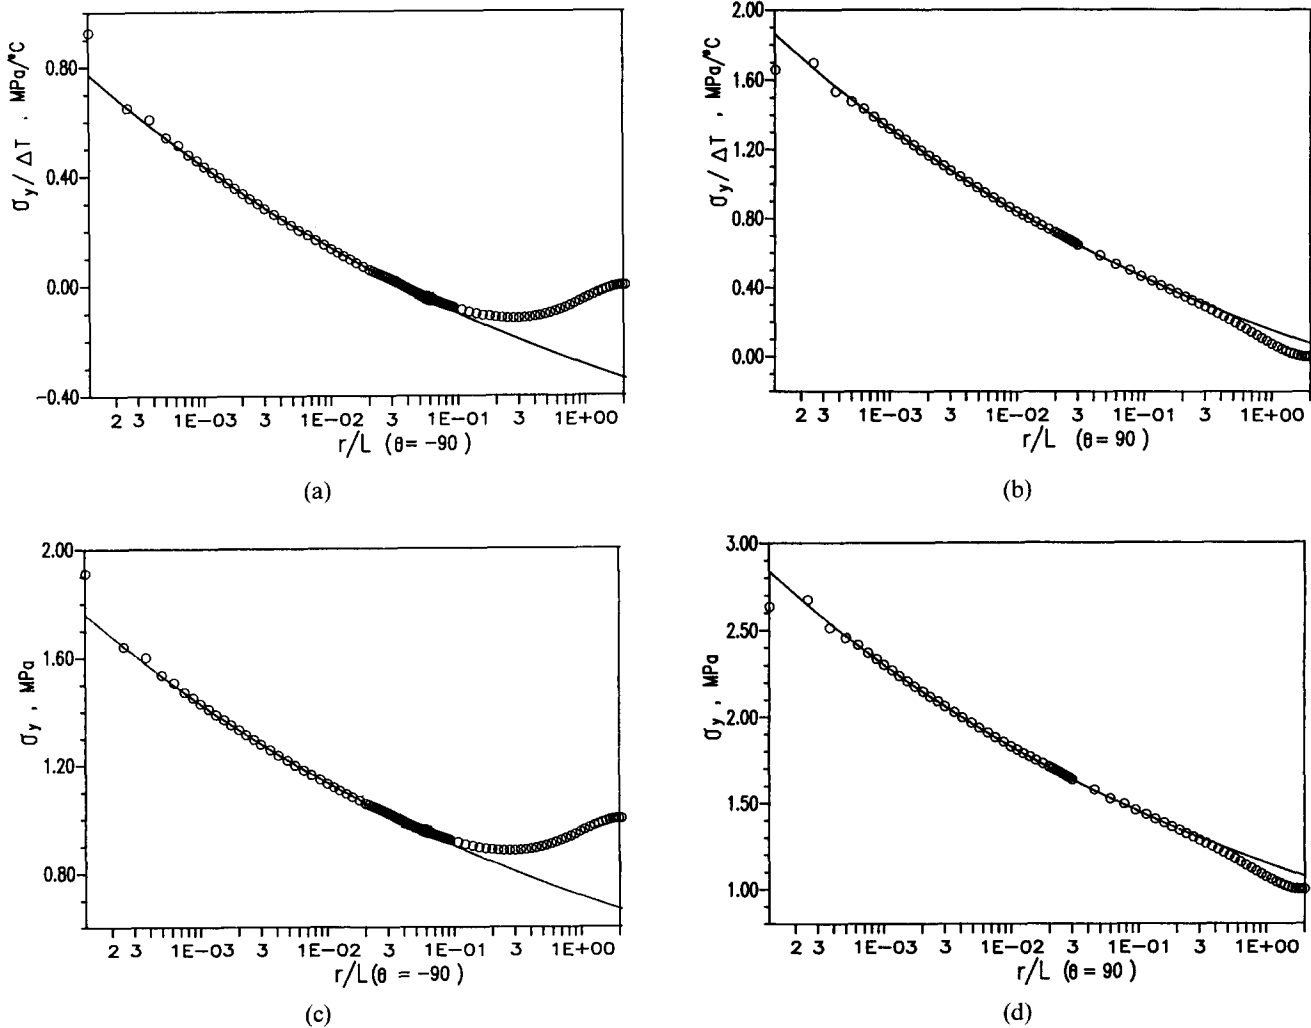 σy/ ΔT , MPa/°C
0.80
0.40
0.00
−0.40
2 3 1E−03 3 1E−02 3 1E−01 3 1E+00
r/L (θ= −90 )
(a)
σy/ ΔT , MPa/°C
2.00
1.60
1.20
0.80
0.40
0.00
2 3 1E−03 3 1E−02 3 1E−01 3 1E+00
r/L (θ= 90 )
(b)
σy , MPa
2.00
1.60
1.20
0.80
2 3 1E−03 3 1E−02 3 1E−01 3 1E+00
r/L(θ = −90 )
(c)
σy, MPa
3.00
2.50
2.00
1.50
1.00
2 3 1E−03 3 1E−02 3 1E−01 3 1E+00
r/L (θ= 90 )
(d)